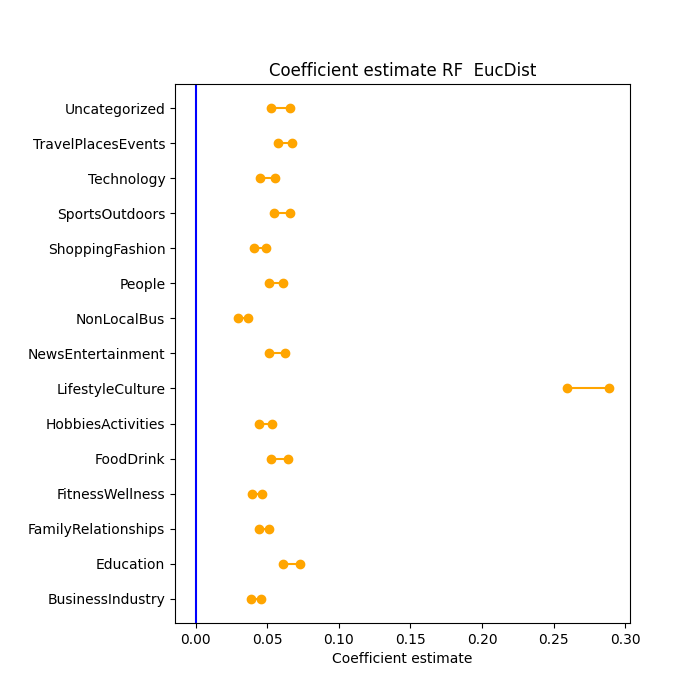 Coefficient estimate RF  EucDist
Uncategorized
TravelPlacesEvents
Technology
SportsOutdoors
ShoppingFashion
People
NonLocalBus
NewsEntertainment
LifestyleCulture
HobbiesActivities
FoodDrink
FitnessWellness
FamilyRelationships
Education
BusinessIndustry
0.00 0.05 0.10 0.15 0.20 0.25 0.30
Coefficient estimate